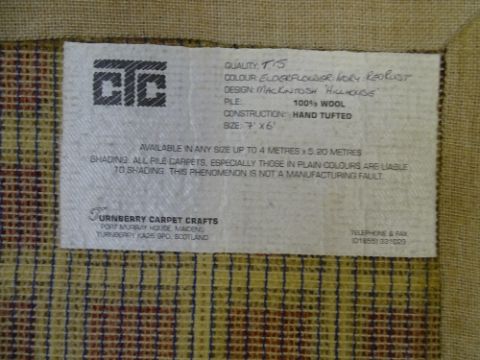 CTC
QUALITY: T15
COLOUR: ELDERFLOWER IVORY RED RUST
DESIGN: MACKINTOSH HILLHOUSE
PILE: 100% WOOL
CONSTRUCTION: HAND TUFTED
SIZE: 7' x 6'
AVAILABLE IN ANY SIZE UP TO 4 METRES x 5.20 METRES
SHADING. ALL PILE CARPETS, ESPECIALLY THOSE IN PLAIN COLOURS ARE LIABLE
TO SHADING. THIS PHENOMENON IS NOT A MANUFACTURING FAULT.
TURNBERRY CARPET CRAFTS
PORT MURRAY HOUSE, MAIDENS
TURNBERRY KA26 9PD, SCOTLAND
TELEPHONE & FAX
(01655) 331029